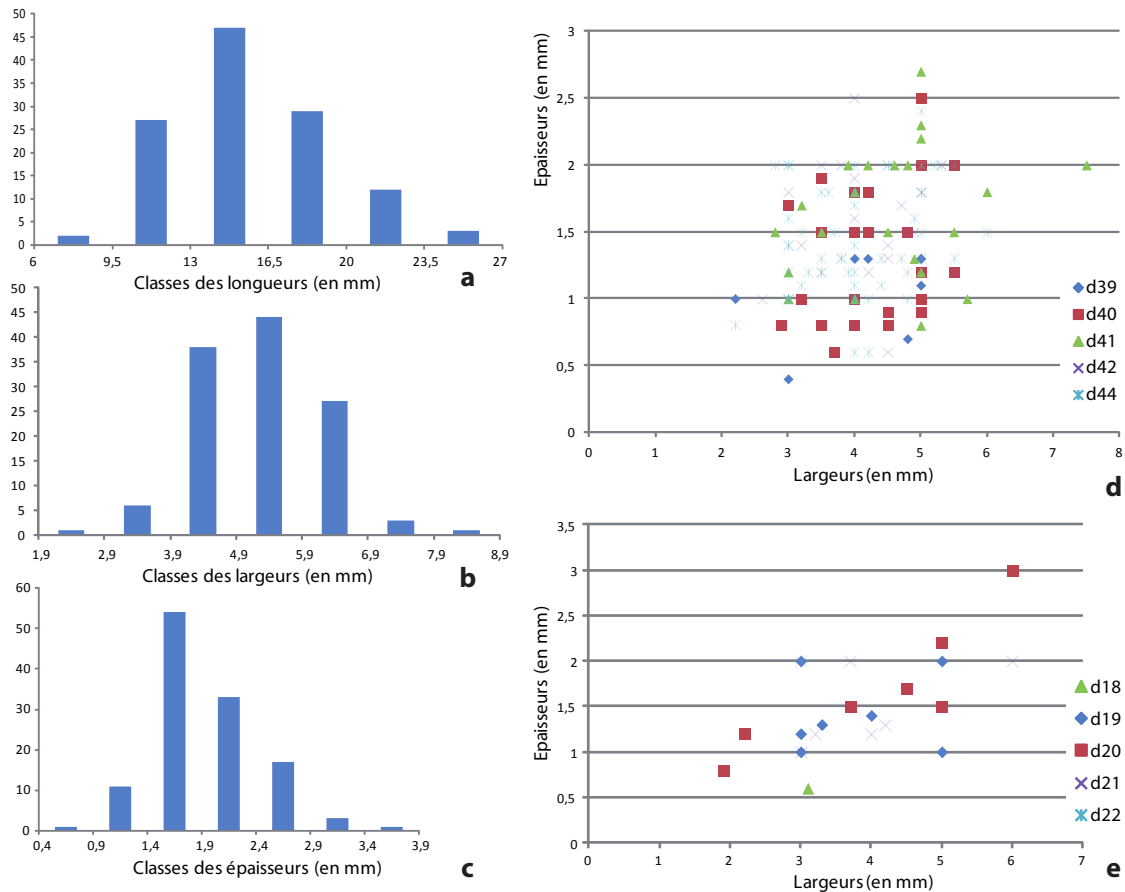 50
45
40
35
30
25
20
15
10
5
0
6 9,5 13 16,5 20 23,5 27
Classes des longueurs (en mm)
a
50
45
40
35
30
25
20
15
10
5
0
1,9 2,9 3,9 4,9 5,9 6,9 7,9 8,9
Classes des largeurs (en mm)
b
60
50
40
30
20
10
0
0,4 0,9 1,4 1,9 2,4 2,9 3,4 3,9
Classes des épaisseurs (en mm)
c
Epaisseurs (en mm)
3
2,5
2
1,5
1
0,5
0
0 1 2 3 4 5 6 7 8
Largeurs (en mm)
d39
d40
d41
d42
d44
d
Epaisseurs (en mm)
3,5
3
2,5
2
1,5
1
0,5
0
0 1 2 3 4 5 6 7
Largeurs (en mm)
d18
d19
d20
d21
d22
e